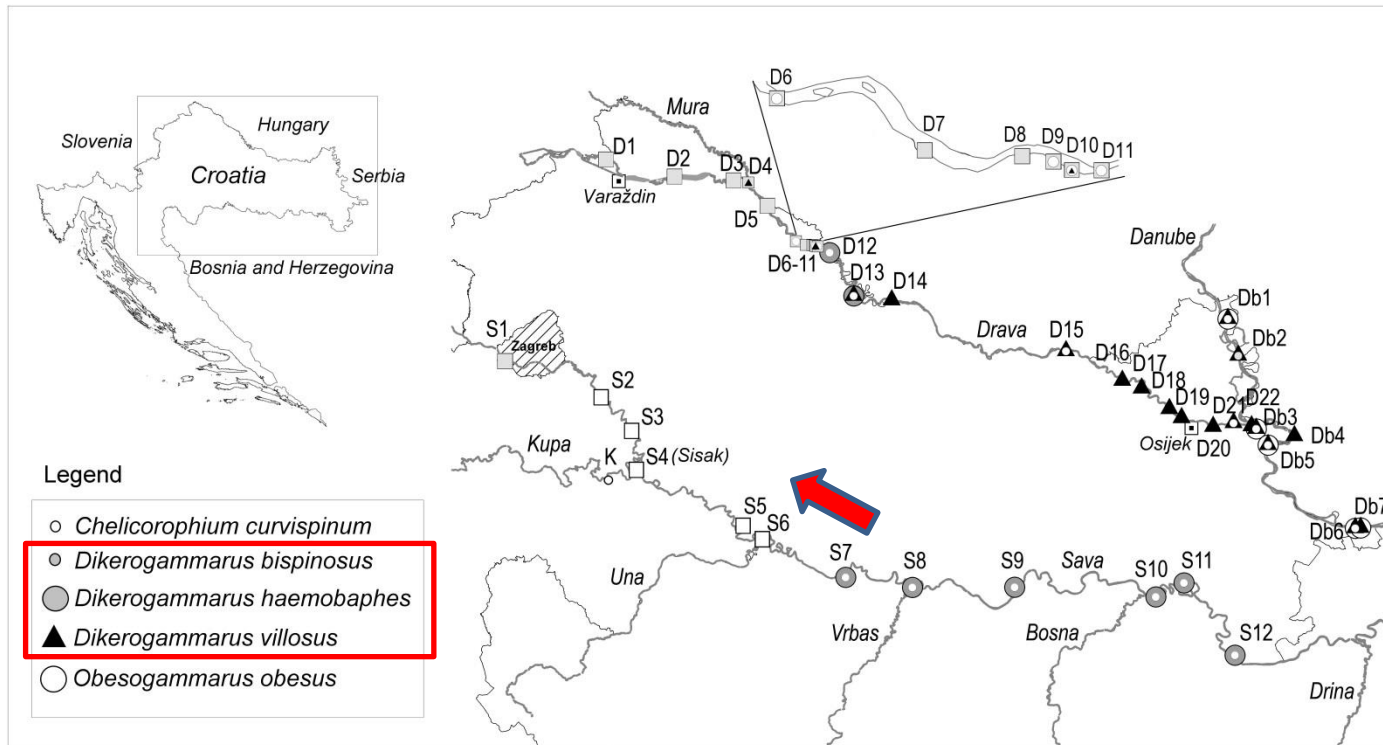 Slovenia
Hungary
Croatia
Serbia
Bosnia and Herzegovina
Legend
Chelicorophium curvispinum
Dikerogammarus bispinosus
Dikerogammarus haemobaphes
Dikerogammarus villosus
Obesogammarus obesus
Mura
D1
D2
D3
D4
Varaždin
D5
D6-11
D6
D7
D8
D9
D10
D11
D12
D13
D14
Drava
D15
D16
D17
D18
D19
D20
D21
D22
Osijek
Danube
Db1
Db2
Db3
Db4
Db5
Db6
Db7
S1
Zagreb
S2
S3
Kupa
K
S4 (Sisak)
S5
S6
Una
S7
S8
Vrbas
S9
Sava
S10
S11
Bosna
S12
Drina